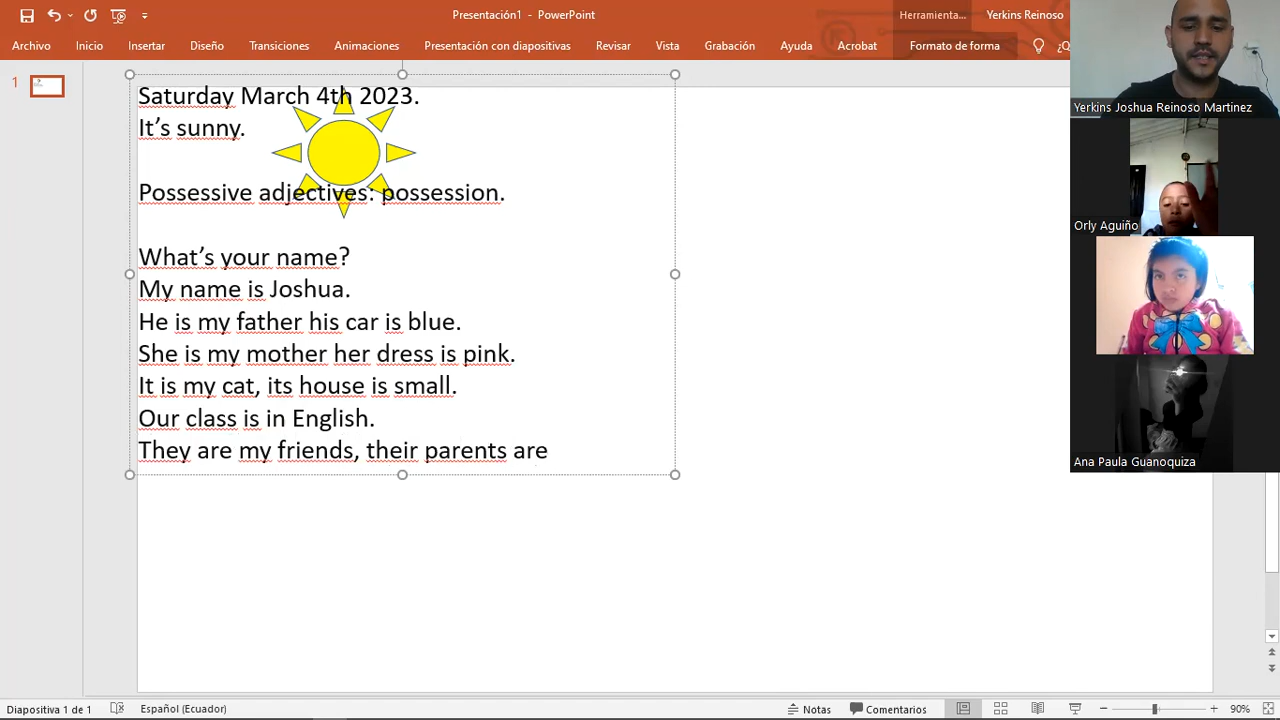 Presentación1 - PowerPoint
Herramienta...
Yerkins Reinoso
Archivo
Inicio
Insertar
Diseño
Transiciones
Animaciones
Presentación con diapositivas
Revisar
Vista
Grabación
Ayuda
Acrobat
Formato de forma
1
Saturday March 4th 2023.
It's sunny.
Possessive adjectives: possession.
What's your name?
My name is Joshua.
He is my father his car is blue.
She is my mother her dress is pink.
It is my cat, its house is small.
Our class is in English.
They are my friends, their parents are
Yerkins Joshua Reinoso Martínez
Orly Aguiño
Ana Paula Guanoquiza
Diapositiva 1 de 1
Español (Ecuador)
Notas
Comentarios
90%